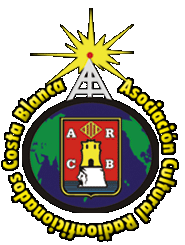 Asociación Cultural Radioaficionados Costa Blanca
A R
C B